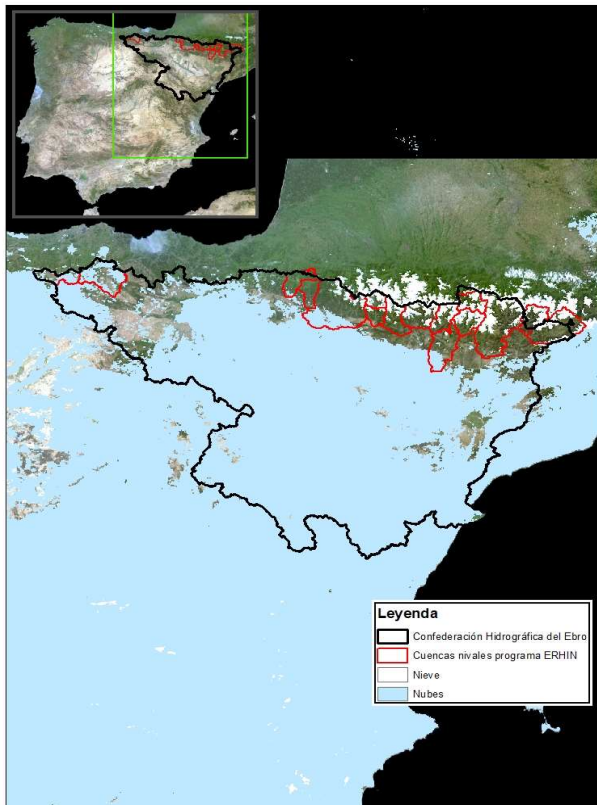 Leyenda
Confederación Hidrográfica del Ebro
Cuencas nivales programa ERHIN
Nieve
Nubes